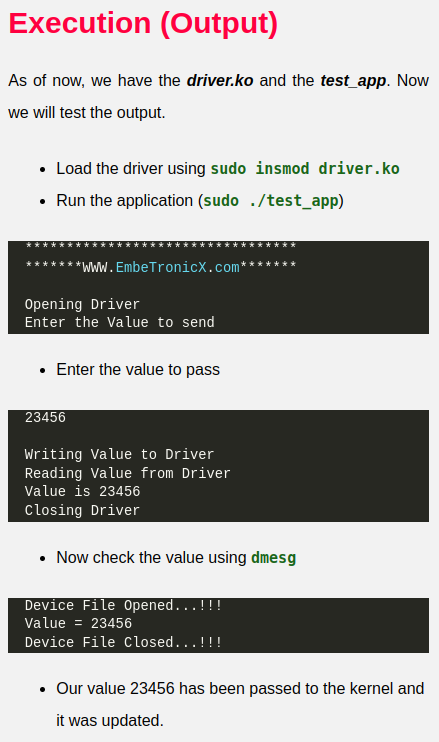 Execution (Output)
As of now, we have the driver.ko and the test_app. Now
we will test the output.
• Load the driver using sudo insmod driver.ko
• Run the application (sudo ./test_app)
*********************************
*******WWW.EmbeTronicX.com*******
Opening Driver
Enter the Value to send
• Enter the value to pass
23456
Writing Value to Driver
Reading Value from Driver
Value is 23456
Closing Driver
• Now check the value using dmesg
Device File Opened...!!!
Value = 23456
Device File Closed...!!!
• Our value 23456 has been passed to the kernel and
it was updated.